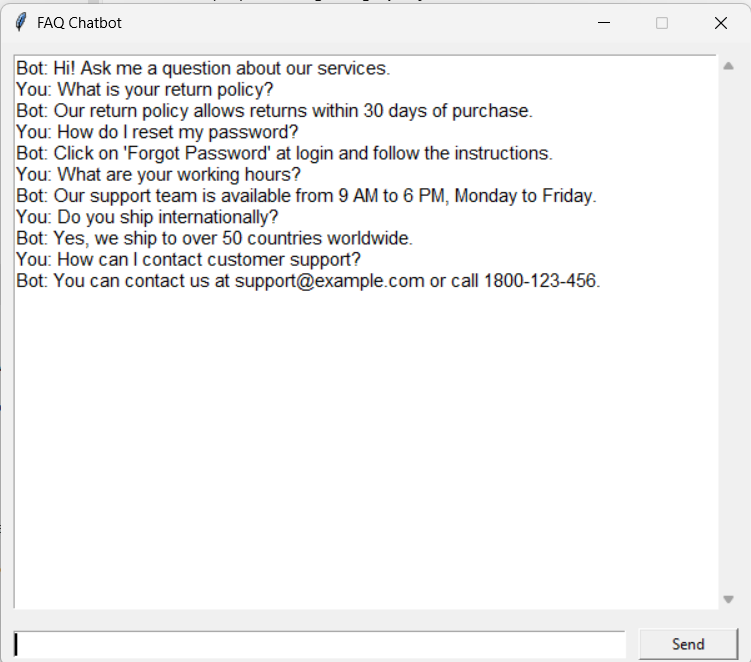 FAQ Chatbot
Bot: Hi! Ask me a question about our services.
You: What is your return policy?
Bot: Our return policy allows returns within 30 days of purchase.
You: How do I reset my password?
Bot: Click on 'Forgot Password' at login and follow the instructions.
You: What are your working hours?
Bot: Our support team is available from 9 AM to 6 PM, Monday to Friday.
You: Do you ship internationally?
Bot: Yes, we ship to over 50 countries worldwide.
You: How can I contact customer support?
Bot: You can contact us at support@example.com or call 1800-123-456.
Send